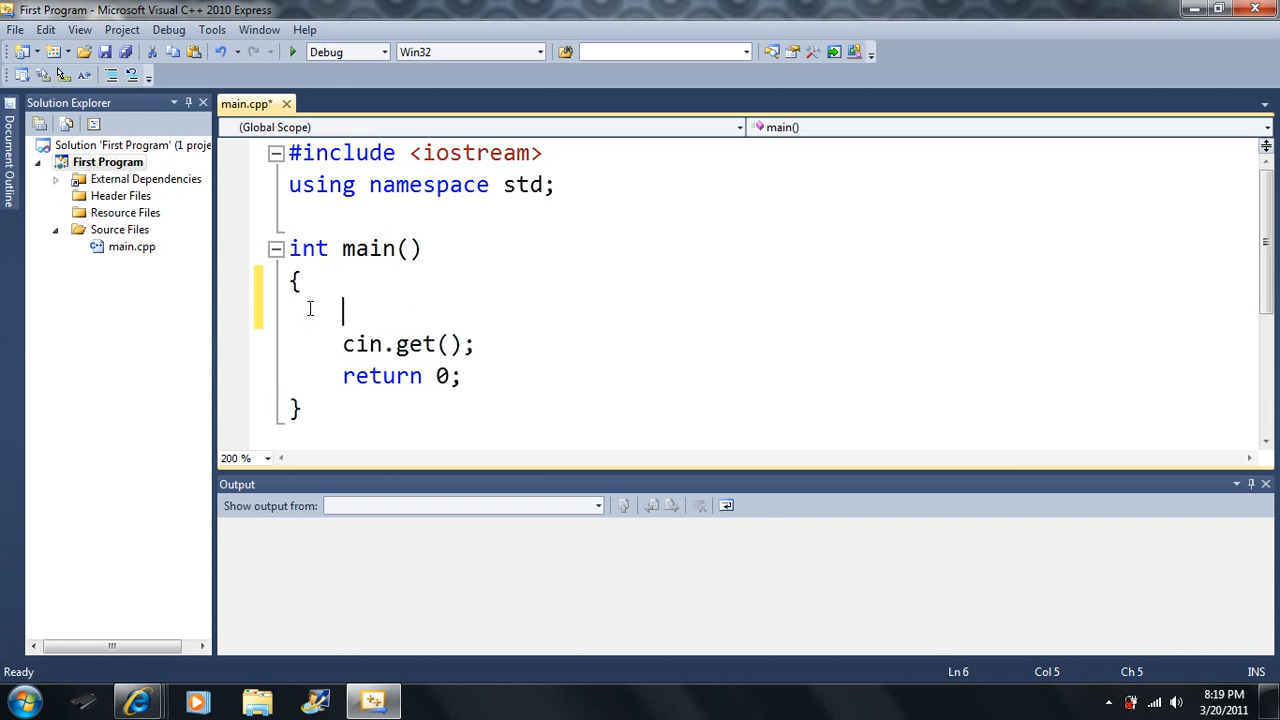 First Program - Microsoft Visual C++ 2010 Express
File Edit View Project Debug Tools Window Help
Debug Win32
Solution Explorer
main.cpp*
Document Outline
(Global Scope) main()
Solution 'First Program' (1 proje
First Program
External Dependencies
Header Files
Resource Files
Source Files
main.cpp
#include <iostream>
using namespace std;
int main()
{
cin.get();
return 0;
}
200 %
Output
Show output from:
Ready Ln 6 Col 5 Ch 5 INS
8:19 PM
3/20/2011